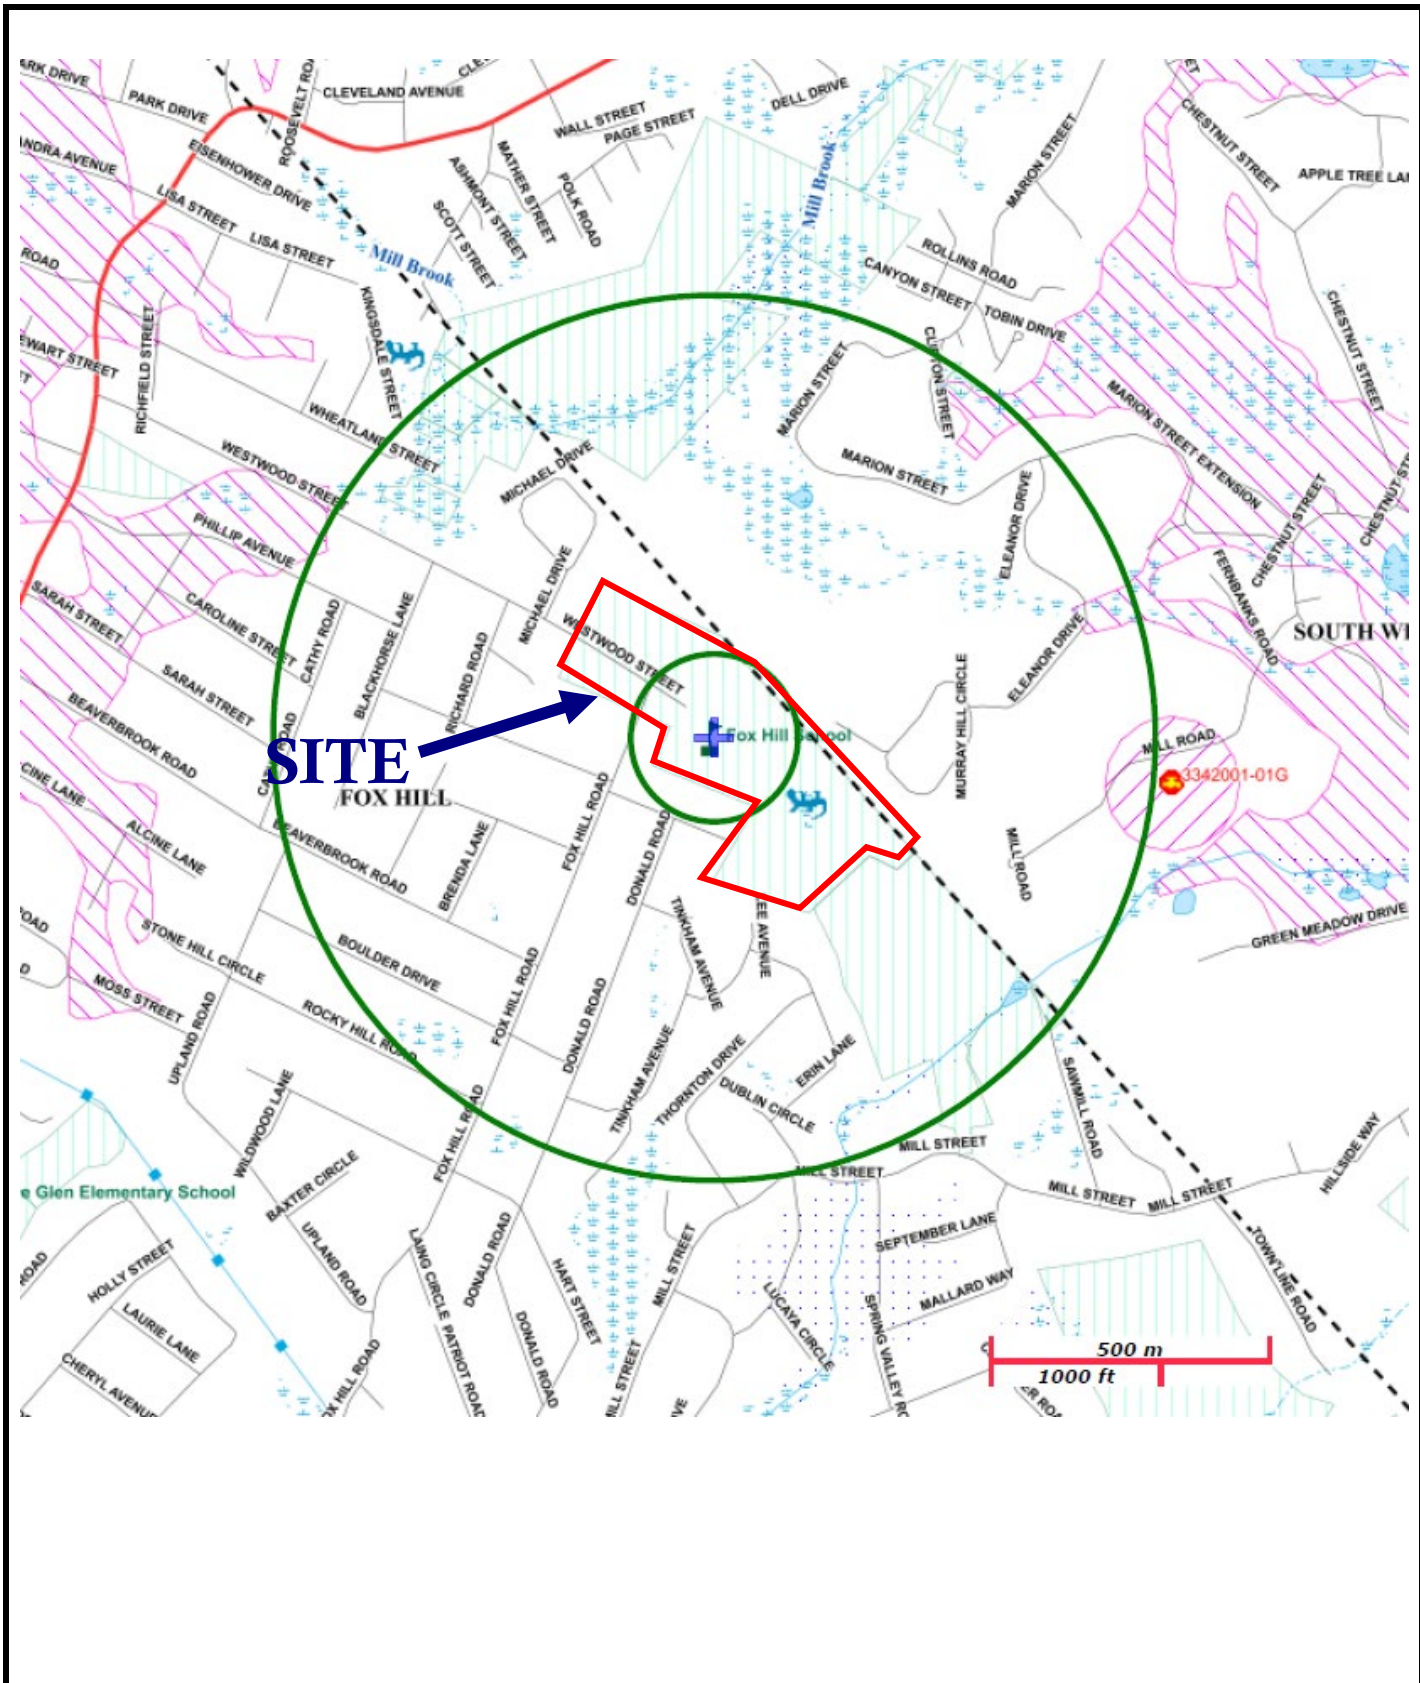 ARK DRIVE
CLEVELAND AVENUE
PARK DRIVE
ROOSEVELT
WALL STREET
PAGE STREET
DELL DRIVE
CHESTNUT STREET
APPLE TREE
MARION STREET
EISENHOWER DRIVE
LISA STREET
LISA STREET
ASHMONT STREET
MATHER STREET
SCOTT STREET
POLK ROAD
Mill Brook
Mill Brook
ROLLINS ROAD
CANYON STREET
TOBIN DRIVE
CLIFTON STREET
CHESTNUT STREET
ROAD
RICHFIELD STREET
KINGSDALE STREET
WHEATLAND STREET
WESTWOOD STREET
MARION STREET
MARION STREET
MARION STREET EXTENSION
CHESTNUT STREET
MICHAEL DRIVE
MICHAEL DRIVE
ELEANOR DRIVE
ELEANOR DRIVE
FERNBANKS ROAD
SOUTH
PHILLIP AVENUE
SARAH STREET
CAROLINE STREET
SARAH STREET
CATHY ROAD
BLACKHORSE LANE
RICHARD ROAD
WESTWOOD STREET
MURRAY HILL CIRCLE
MILL ROAD
3342001-01G
Fox Hill School
SITE
FOX HILL
BEAVERBROOK ROAD
ALCINE LANE
BEAVERBROOK ROAD
BRENDA LANE
FOX HILL ROAD
DONALD ROAD
MILL ROAD
GREEN MEADOW DRIVE
TINKHAM AVENUE
STONE HILL CIRCLE
BOULDER DRIVE
MOSS STREET
ROCKY HILL ROAD
UPLAND ROAD
FOX HILL ROAD
DONALD ROAD
TINKHAM AVENUE
THORNTON DRIVE
ERIN LANE
DUBLIN CIRCLE
SAWMILL ROAD
WILDWOOD LANE
FOX HILL ROAD
MILL STREET
MILL STREET
MILL STREET
MILL STREET
HILLSIDE WAY
e Glen Elementary School
BAXTER CIRCLE
UPLAND ROAD
HOLLY STREET
LAURIE LANE
CHERYL AVENUE
LAING CIRCLE
PATRIOT ROAD
DONALD ROAD
DONALD ROAD
HART STREET
MILL STREET
SEPTEMBER LANE
MALLARD WAY
LUCAYA CIRCLE
SPRING VALLEY
TOWN LINE ROAD
500 m
1000 ft